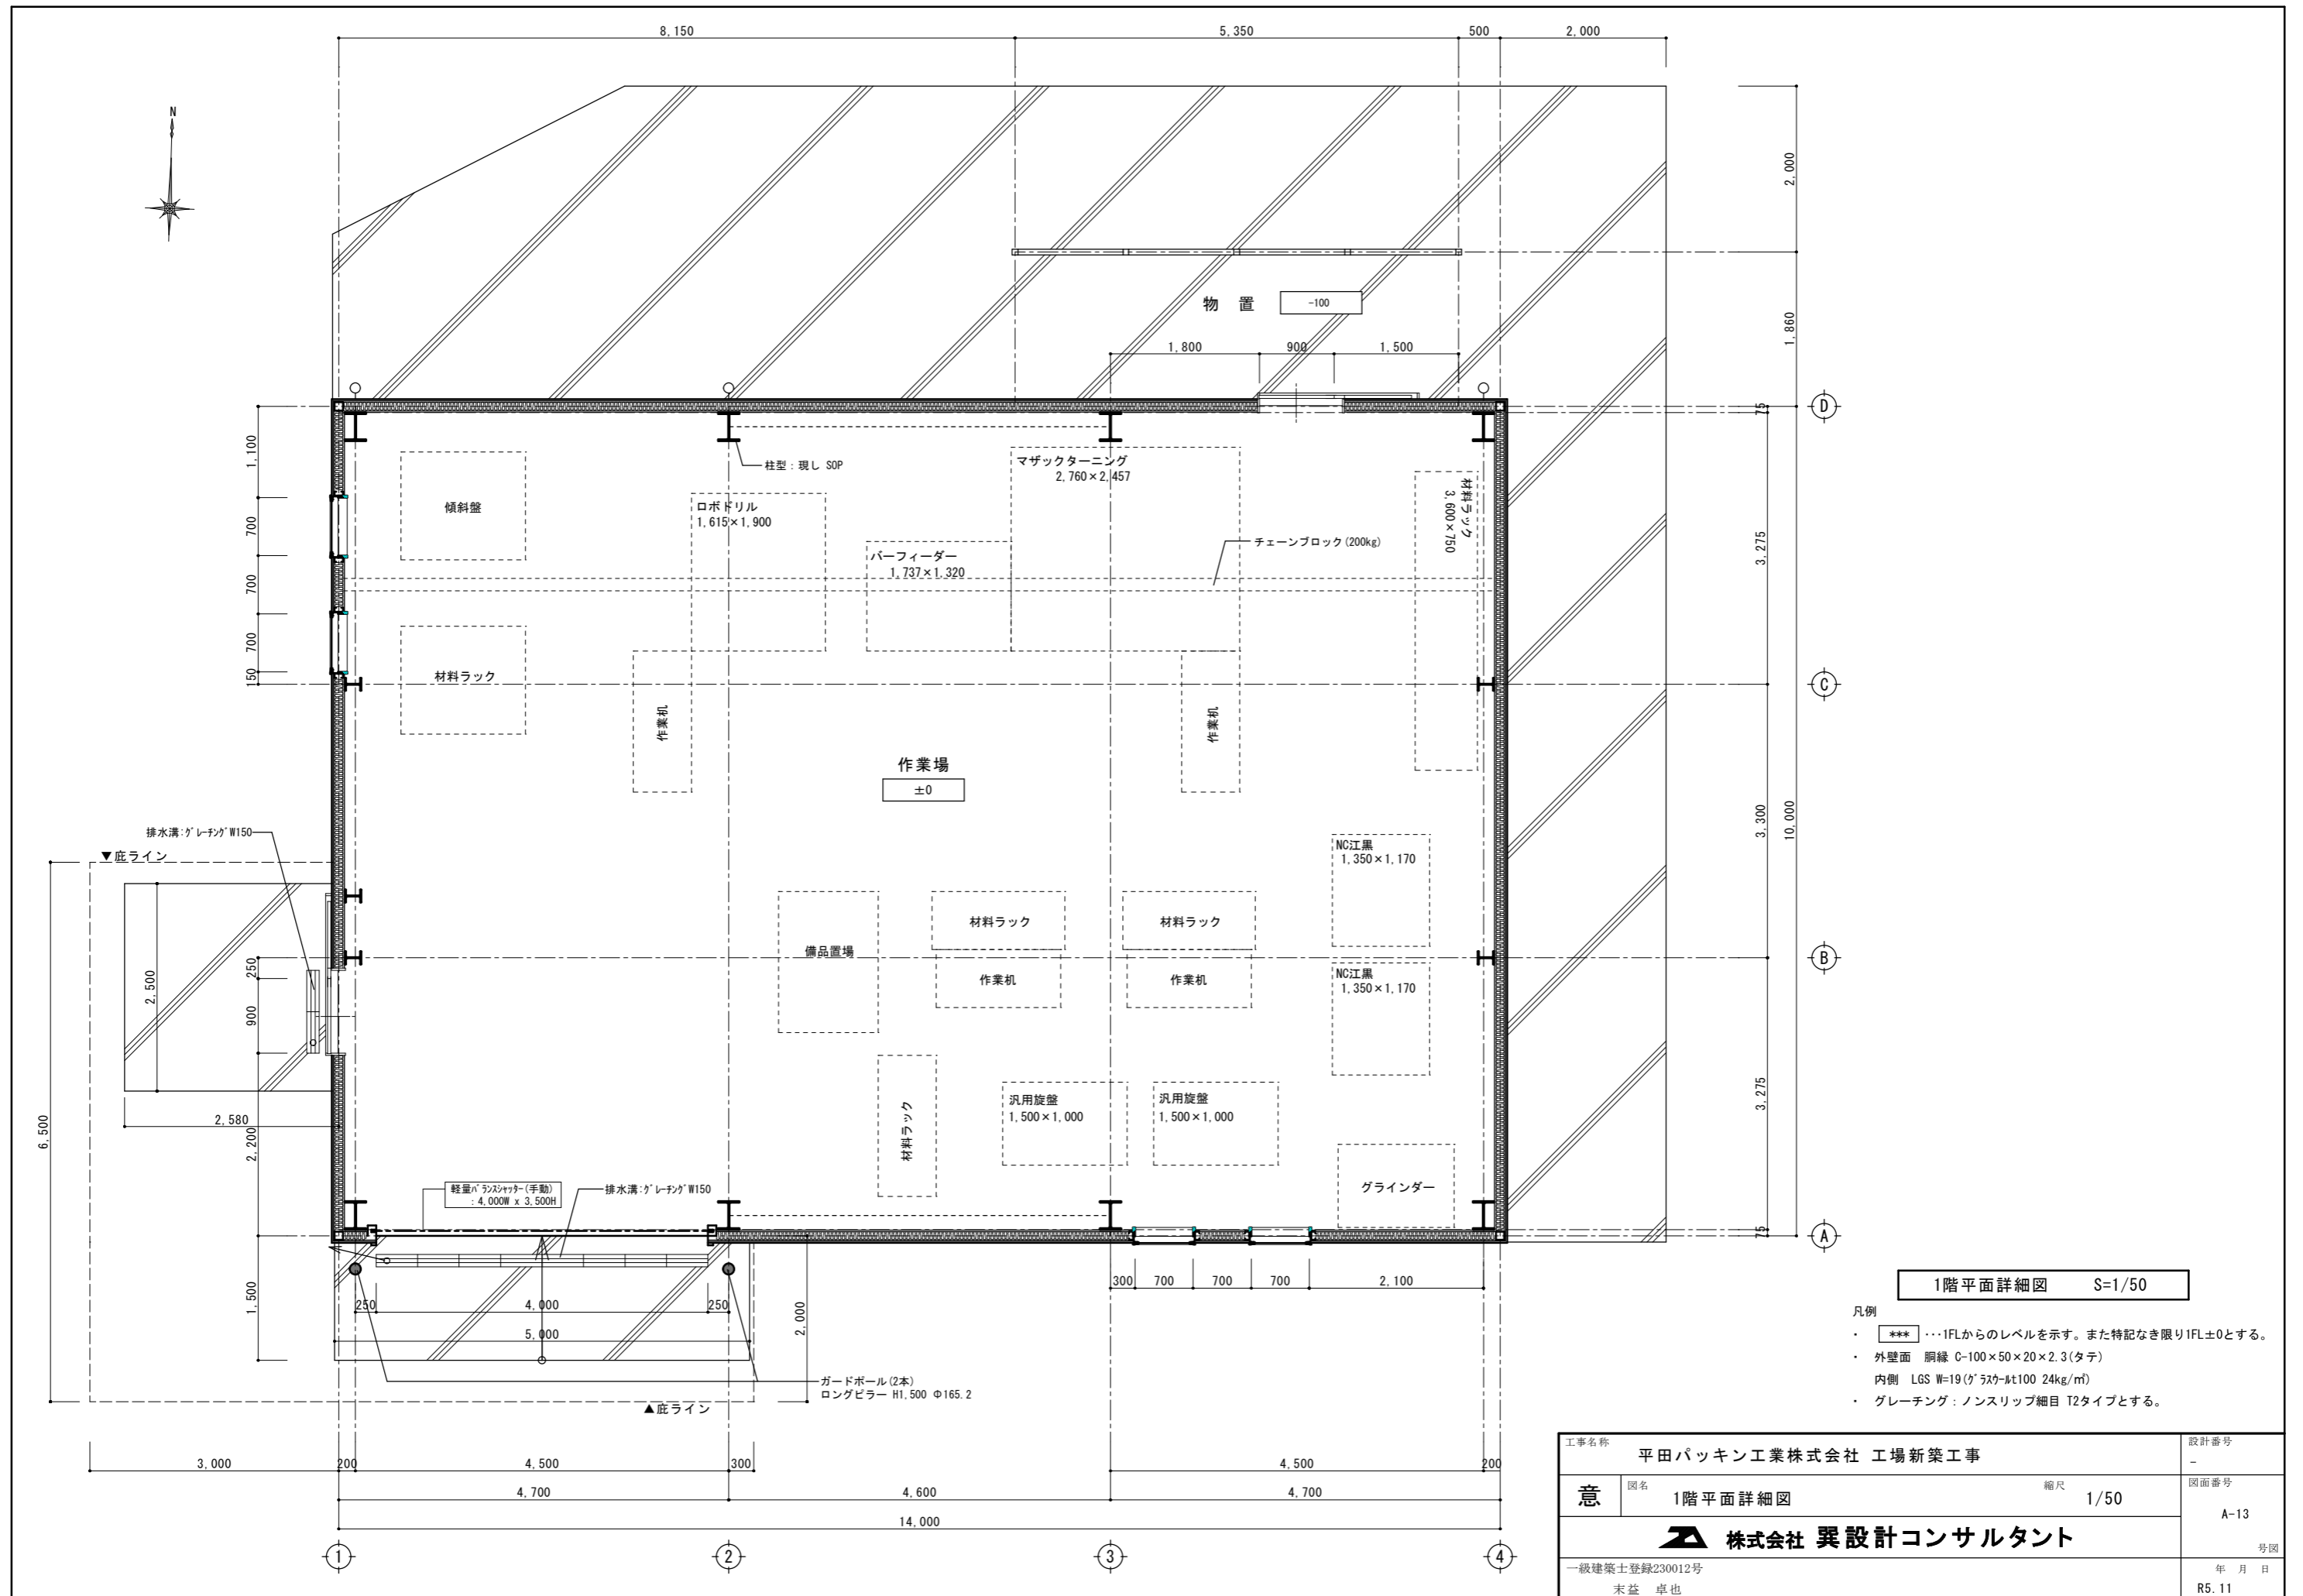 8,150
5,350
500
2,000
N
2,000
物 置
-100
1,860
1,800
900
1,500
D
75
1,100
柱型：現し SOP
マザックターニング
2,760×2,457
材料ラック
3,600×750
傾斜盤
ロボドリル
1,615×1,900
700
チェーンブロック(200kg)
バーフィーダー
1,737×1,320
3,275
700
700
150
材料ラック
作業机
作業机
C
作業場
±0
3,300
10,000
排水溝:ｸﾞﾚｰﾁﾝｸﾞW150
▼庇ライン
NC江黒
1,350×1,170
材料ラック
材料ラック
備品置場
B
250
2,500
作業机
作業机
NC江黒
1,350×1,170
900
3,275
2,580
6,500
2,200
汎用旋盤
1,500×1,000
汎用旋盤
1,500×1,000
材料ラック
軽量ﾊﾞﾗﾝｽｼｬｯﾀｰ(手動)
: 4,000W x 3,500H
排水溝:ｸﾞﾚｰﾁﾝｸﾞW150
グラインダー
75
A
1,500
300
700
700
700
2,100
250
4,000
250
5,000
2,000
ガードポール(2本)
ロングピラー H1,500 Φ165.2
▲庇ライン
1階平面詳細図 S=1/50
凡例
・ *** ･･･1FLからのレベルを示す。また特記なき限り1FL±0とする。
・ 外壁面 胴縁 C-100×50×20×2.3(タテ)
内側 LGS W=19(ｸﾞﾗｽｳｰﾙt100 24kg/㎥)
・ グレーチング：ノンスリップ細目 T2タイプとする。
3,000
200
4,500
300
4,500
200
4,700
4,600
4,700
14,000
1
2
3
4
工事名称
平田パッキン工業株式会社 工場新築工事
設計番号
-
意
図名
1階平面詳細図
縮尺
1/50
図面番号
A-13
号図
株式会社 巽設計コンサルタント
一級建築士登録230012号
末益 卓也
年 月 日
R5.11